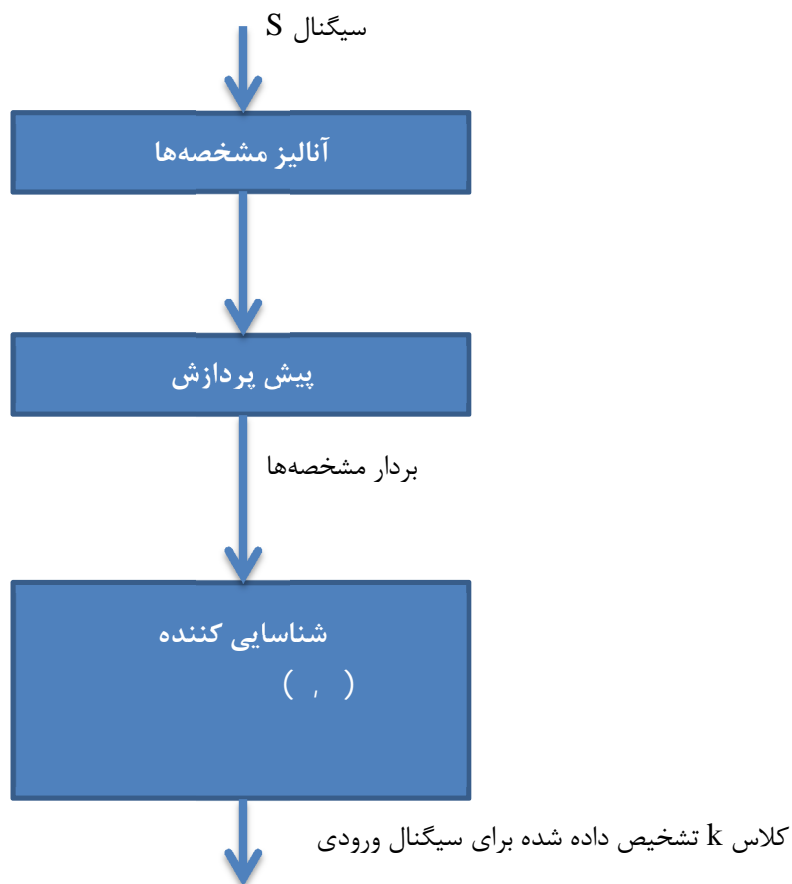 سیگنال S
آنالیز مشخصه‌ها
پیش پردازش
بردار مشخصه‌ها
شناسایی کننده
( , )
کلاس k تشخیص داده شده برای سیگنال ورودی